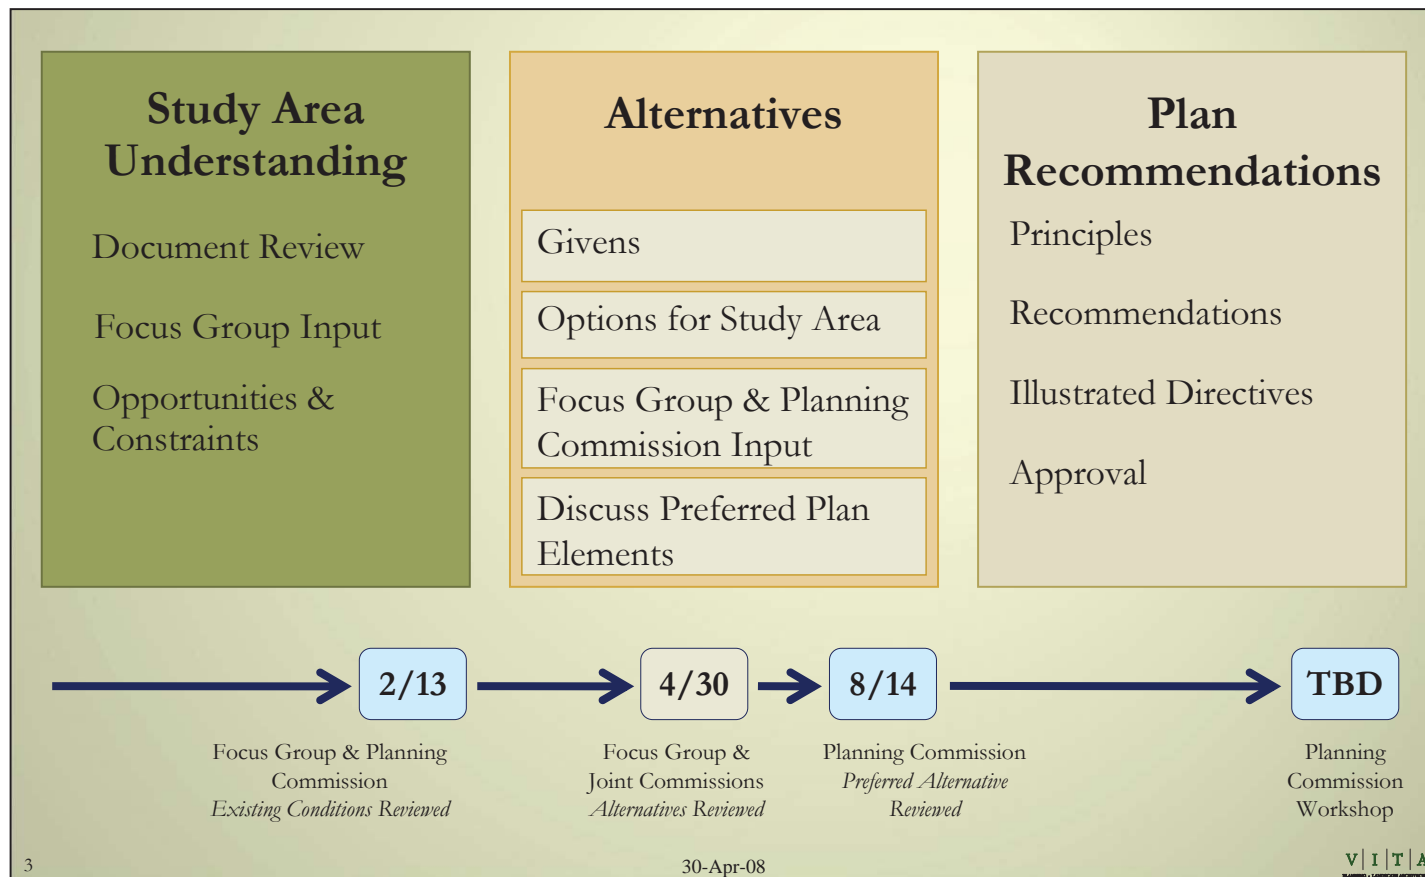 Study Area
Understanding
Document Review
Focus Group Input
Opportunities &
Constraints
Alternatives
Givens
Options for Study Area
Focus Group & Planning
Commission Input
Discuss Preferred Plan
Elements
Plan
Recommendations
Principles
Recommendations
Illustrated Directives
Approval
2/13
4/30
8/14
TBD
Focus Group & Planning
Commission
Existing Conditions Reviewed
Focus Group &
Joint Commissions
Alternatives Reviewed
Planning Commission
Preferred Alternative
Reviewed
Planning
Commission
Workshop
3
30-Apr-08
V|I|T|A